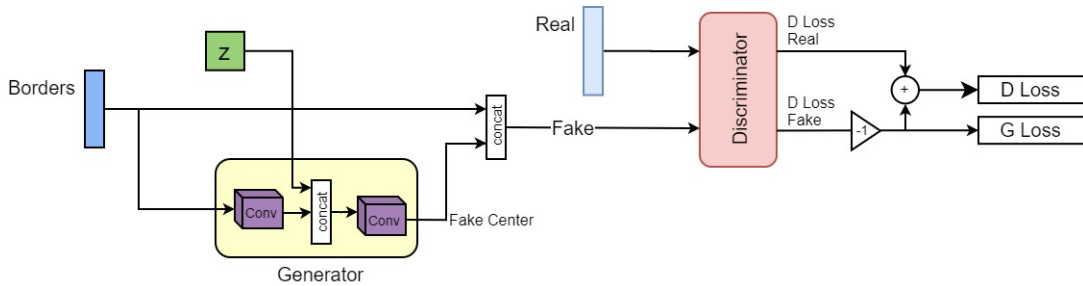 Borders
z
Conv
concat
Conv
Generator
Fake Center
concat
Fake
Real
Discriminator
D Loss
Real
D Loss
Fake
-1
+
D Loss
G Loss